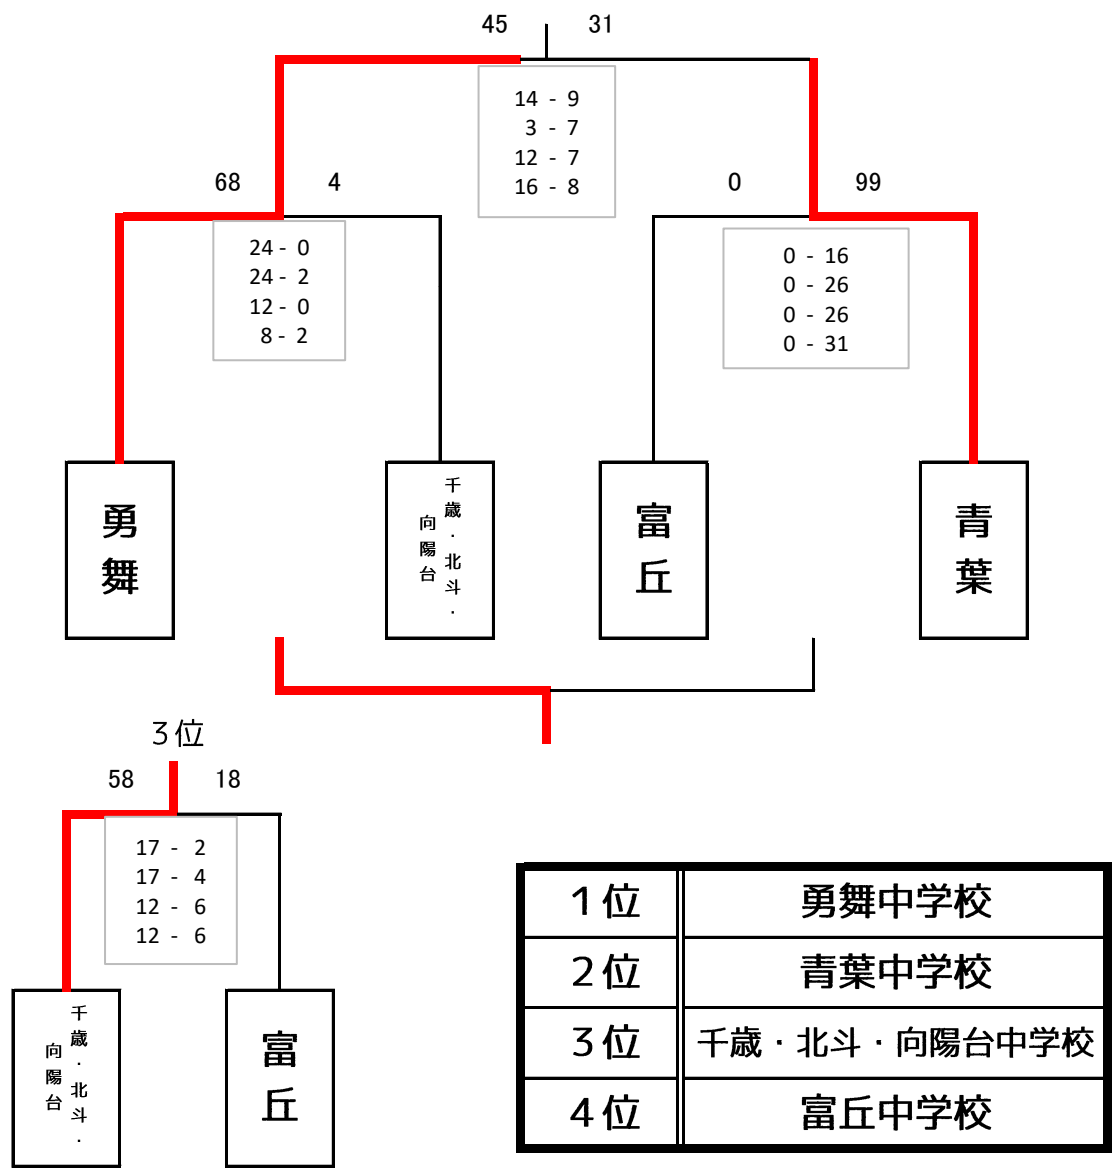 45 31
14 - 9
3 - 7
12 - 7
16 - 8
68 4
0 99
24 - 0
24 - 2
12 - 0
8 - 2
0 - 16
0 - 26
0 - 26
0 - 31
勇舞
千歳・北斗・
向陽台
富丘
青葉
３位
58 18
17 - 2
17 - 4
12 - 6
12 - 6
千歳・北斗・
向陽台
富丘
１位 勇舞中学校
２位 青葉中学校
３位 千歳・北斗・向陽台中学校
４位 富丘中学校